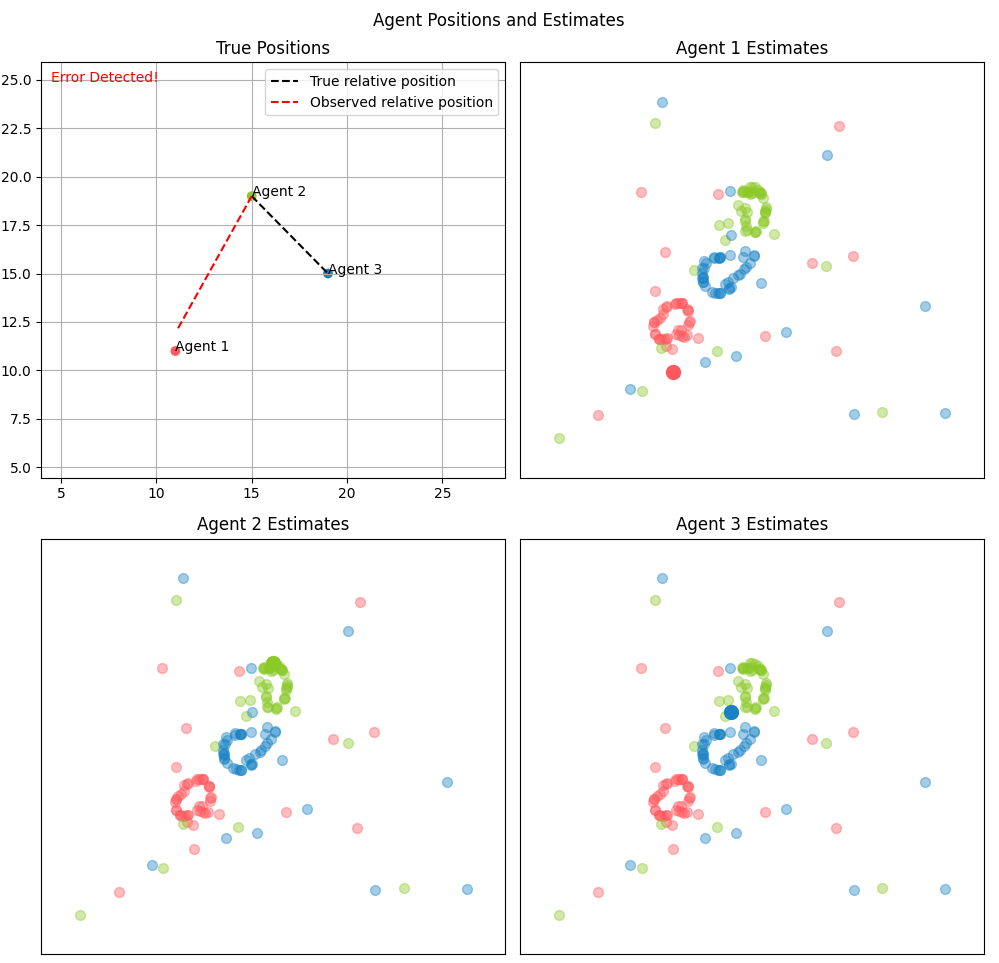 Agent Positions and Estimates
True Positions
Agent 1 Estimates
Error Detected!
True relative position
Observed relative position
Agent 2
Agent 3
Agent 1
25.0
22.5
20.0
17.5
15.0
12.5
10.0
7.5
5.0
5 10 15 20 25
Agent 2 Estimates
Agent 3 Estimates